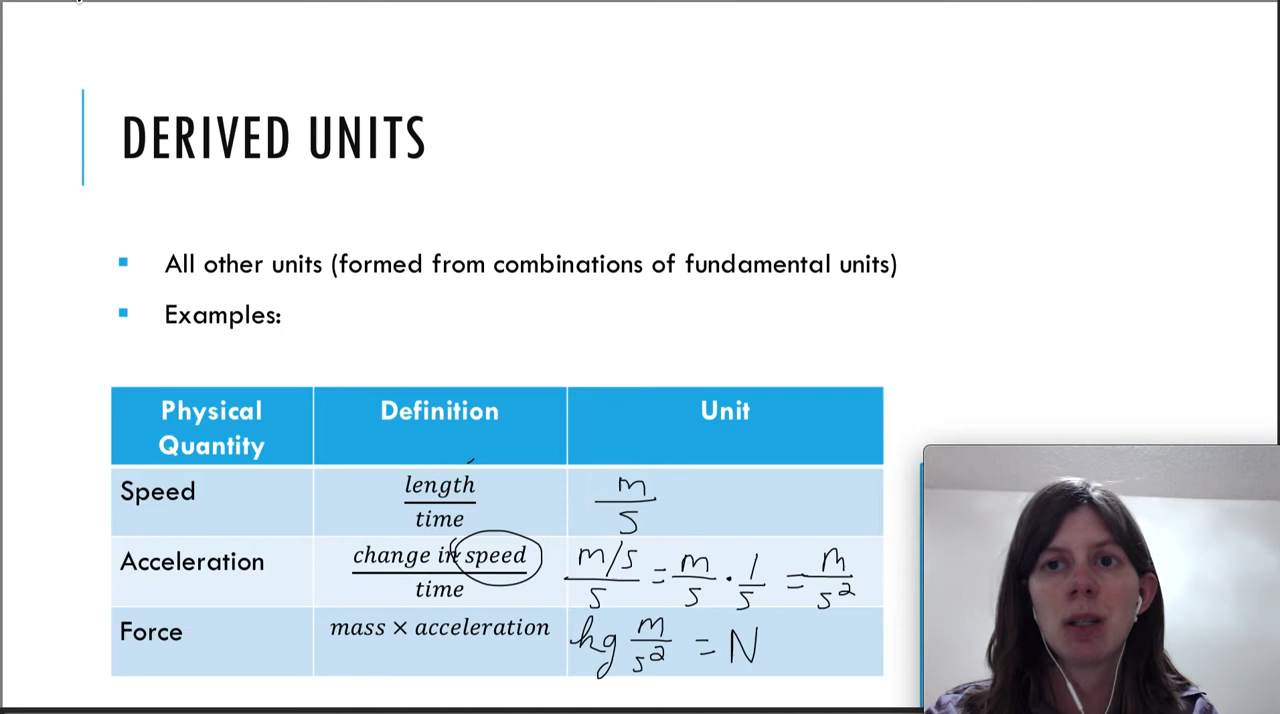 DERIVED UNITS
▪ All other units (formed from combinations of fundamental units)
▪ Examples:
Physical Quantity | Definition | Unit
Speed | length/time | m/s
Acceleration | change in speed/time | (m/s)/s = m/s · 1/s = m/s²
Force | mass × acceleration | kg m/s² = N